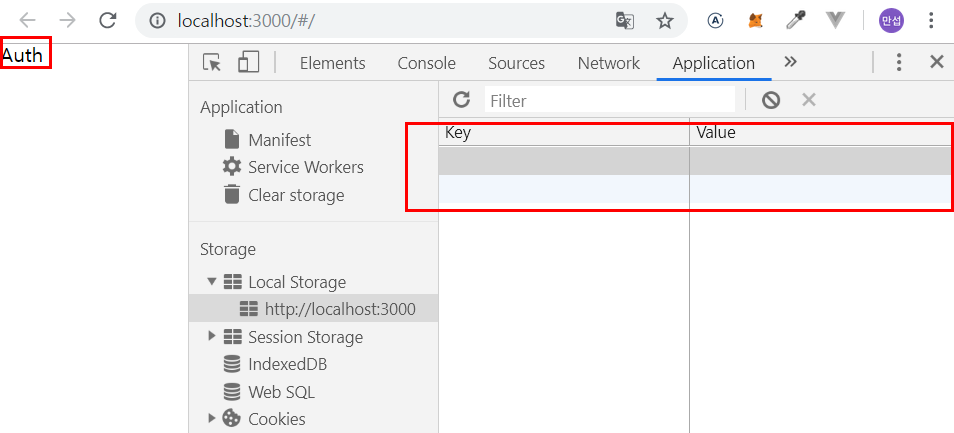 localhost:3000/#/
만섭
Auth
Elements Console Sources Network Application
Application
Filter
Manifest
Key Value
Service Workers
Clear storage
Storage
Local Storage
http://localhost:3000
Session Storage
IndexedDB
Web SQL
Cookies